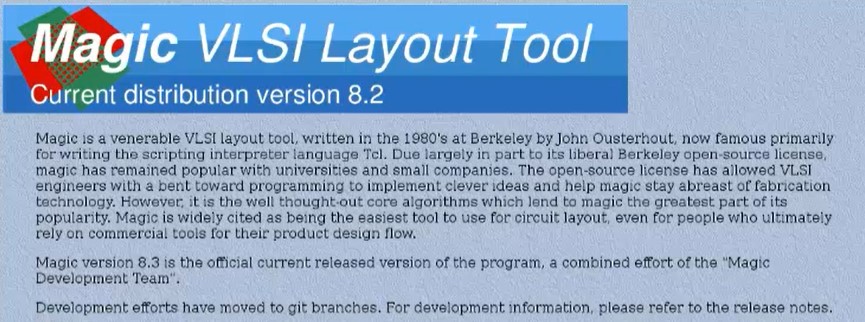 Magic VLSI Layout Tool
Current distribution version 8.2
Magic is a venerable VLSI layout tool, written in the 1980's at Berkeley by John Ousterhout, now famous primarily
for writing the scripting interpreter language Tcl. Due largely in part to its liberal Berkeley open-source license,
magic has remained popular with universities and small companies. The open-source license has allowed VLSI
engineers with a bent toward programming to implement clever ideas and help magic stay abreast of fabrication
technology. However, it is the well thought-out core algorithms which lend to magic the greatest part of its
popularity. Magic is widely cited as being the easiest tool to use for circuit layout, even for people who ultimately
rely on commercial tools for their product design flow.
Magic version 8.3 is the official current released version of the program, a combined effort of the "Magic
Development Team".
Development efforts have moved to git branches. For development information, please refer to the release notes.